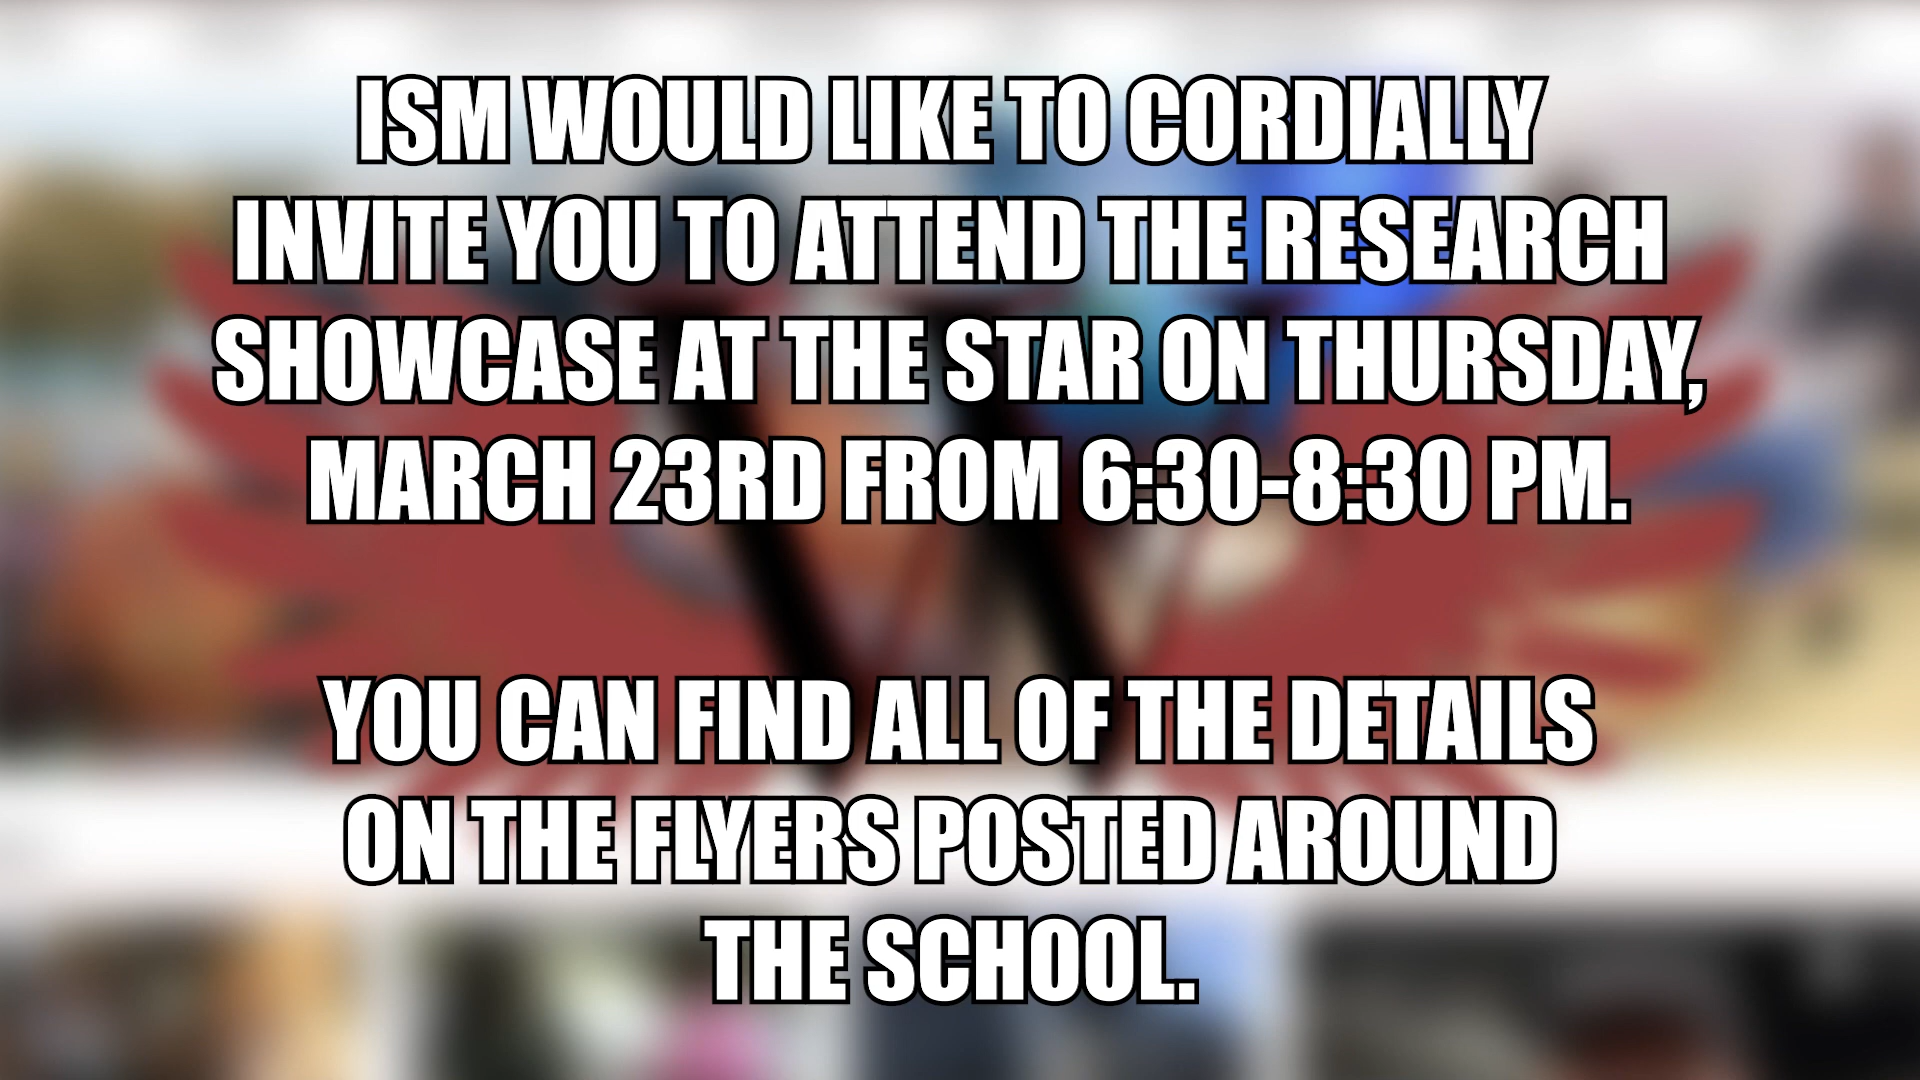 ISM WOULD LIKE TO CORDIALLY
INVITE YOU TO ATTEND THE RESEARCH
SHOWCASE AT THE STAR ON THURSDAY,
MARCH 23RD FROM 6:30-8:30 PM.
YOU CAN FIND ALL OF THE DETAILS
ON THE FLYERS POSTED AROUND
THE SCHOOL.
W